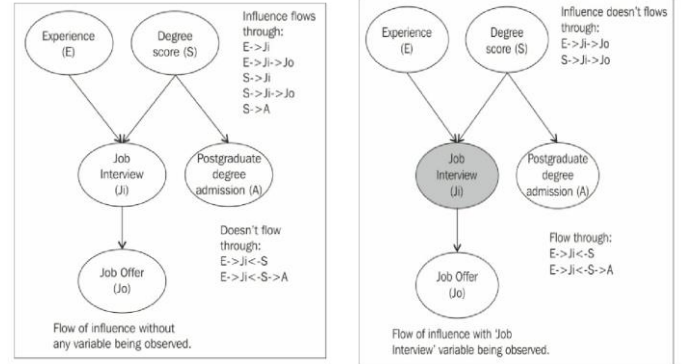 Experience
(E)
Degree
score (S)
Influence flows
through:
E->Ji
E->Ji->Jo
S->Ji
S->Ji->Jo
S->A
Job
Interview
(Ji)
Postgraduate
degree
admission (A)
Doesn't flow
through:
E->Ji<-S
E->Ji<-S->A
Job Offer
(Jo)
Flow of influence without
any variable being observed.
Experience
(E)
Degree
score (S)
Influence doesn't flows
through:
E->Ji->Jo
S->Ji->Jo
Job
Interview
(Ji)
Postgraduate
degree
admission (A)
Flow through:
E->Ji<-S
E->Ji<-S->A
Job Offer
(Jo)
Flow of influence with 'Job
Interview' variable being observed.